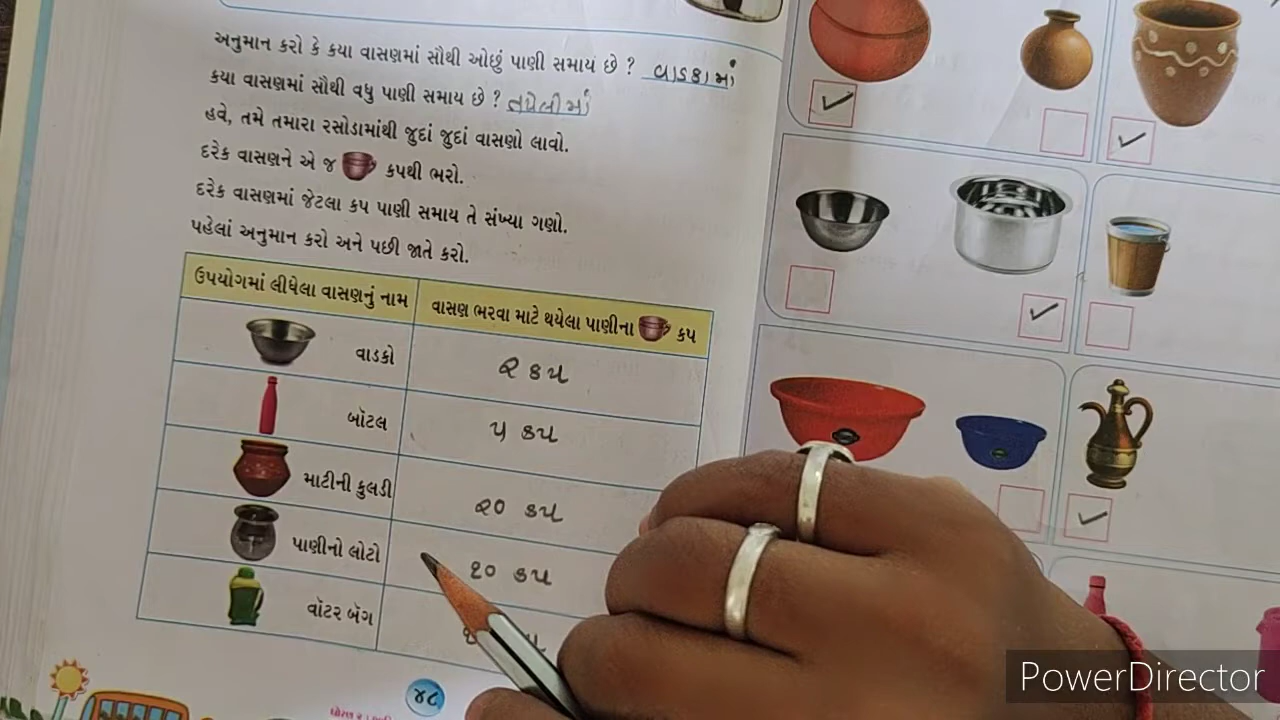 અનુમાન કરો કે કયા વાસણમાં સૌથી ઓછું પાણી સમાય છે ? વાડકામાં
કયા વાસણમાં સૌથી વધુ પાણી સમાય છે ? તપેલીમાં
હવે, તમે તમારા રસોડામાંથી જુદાં જુદાં વાસણો લાવો.
દરેક વાસણને એ જ કપથી ભરો.
દરેક વાસણમાં જેટલા કપ પાણી સમાય તે સંખ્યા ગણો.
પહેલાં અનુમાન કરો અને પછી જાતે કરો.
ઉપયોગમાં લીધેલા વાસણનું નામ વાસણ ભરવા માટે થયેલા પાણીના કપ
વાડકો ૨ કપ
બૉટલ ૫ કપ
માટીની કુલડી ૨૦ કપ
પાણીનો લોટો ૧૦ કપ
વૉટર બૅગ
૪૮
PowerDirector